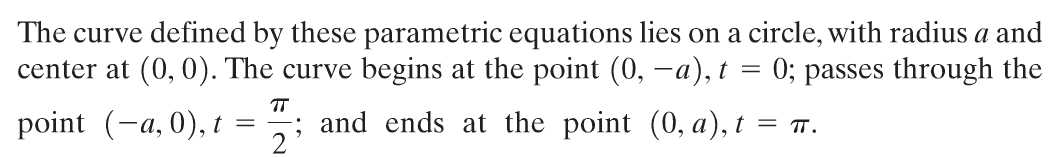 The curve defined by these parametric equations lies on a circle, with radius a and
center at (0, 0). The curve begins at the point (0, −a), t = 0; passes through the
point (−a, 0), t = π/2; and ends at the point (0, a), t = π.